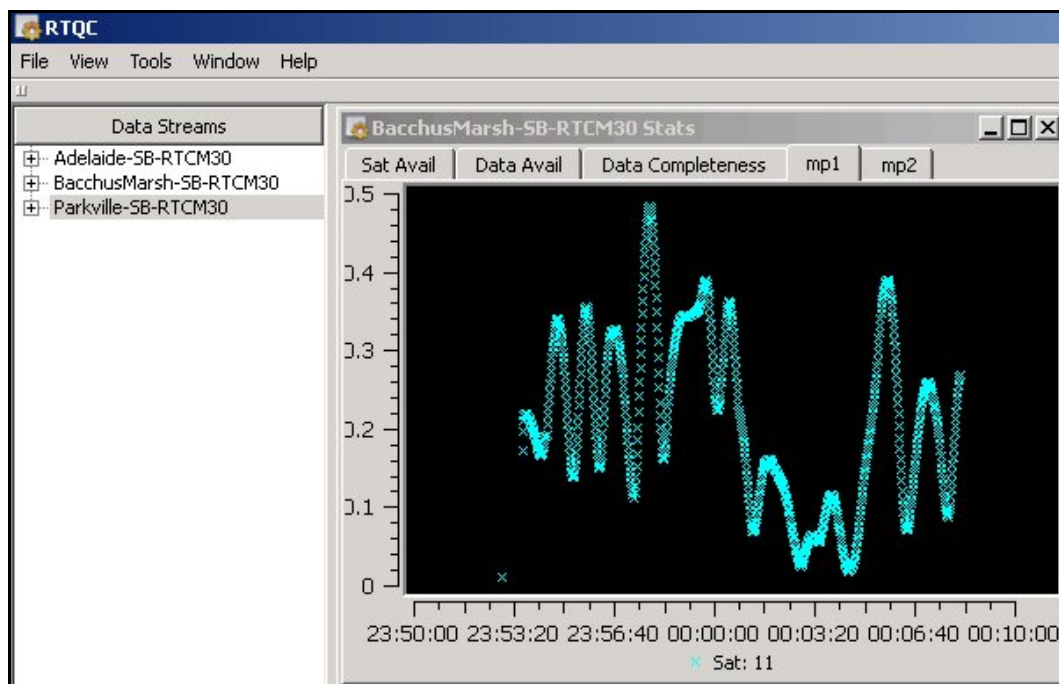 RTQC
File View Tools Window Help
Data Streams
Adelaide-SB-RTCM30
BacchusMarsh-SB-RTCM30
Parkville-SB-RTCM30
BacchusMarsh-SB-RTCM30 Stats
Sat Avail Data Avail Data Completeness mp1 mp2
0.5
0.4
0.3
0.2
0.1
0
23:50:00 23:53:20 23:56:40 00:00:00 00:03:20 00:06:40 00:10:00
Sat: 11